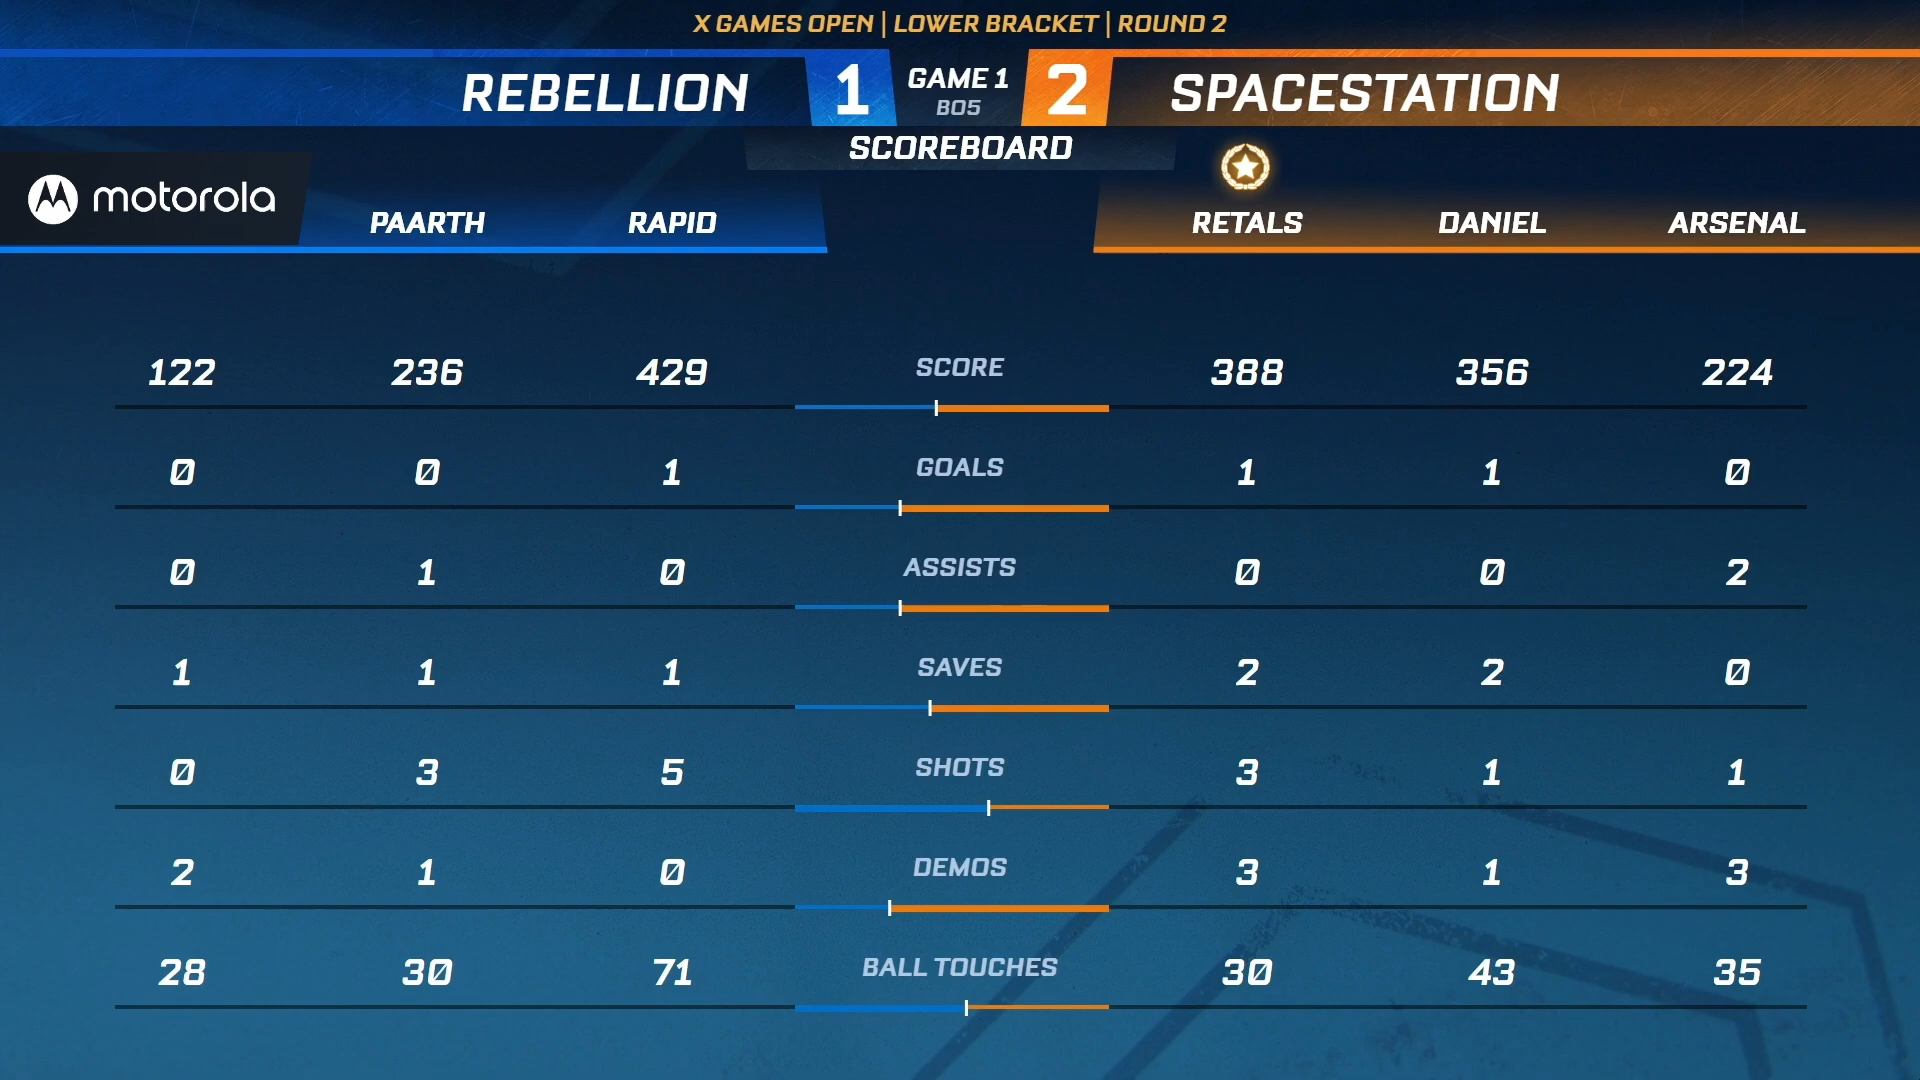 X GAMES OPEN | LOWER BRACKET | ROUND 2
REBELLION 1 GAME 1 2 SPACESTATION
BO5
SCOREBOARD
motorola
PAARTH RAPID RETALS DANIEL ARSENAL
122 236 429 SCORE 388 356 224
0 0 1 GOALS 1 1 0
0 1 0 ASSISTS 0 0 2
1 1 1 SAVES 2 2 0
0 3 5 SHOTS 3 1 1
2 1 0 DEMOS 3 1 3
28 30 71 BALL TOUCHES 30 43 35